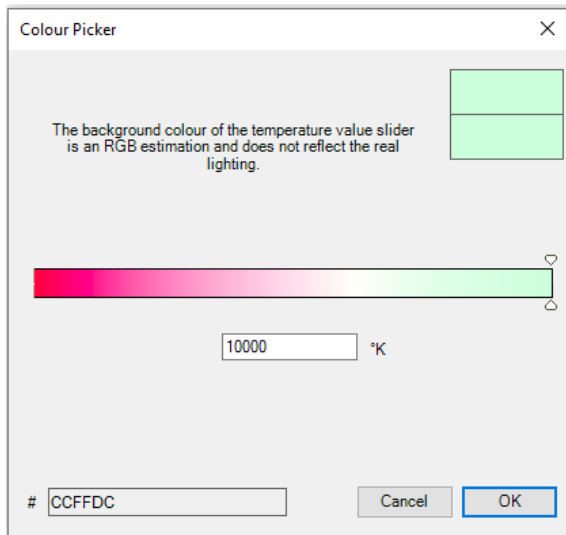 Colour Picker
The background colour of the temperature value slider
is an RGB estimation and does not reflect the real
lighting.
10000 °K
# CCFFDC Cancel OK